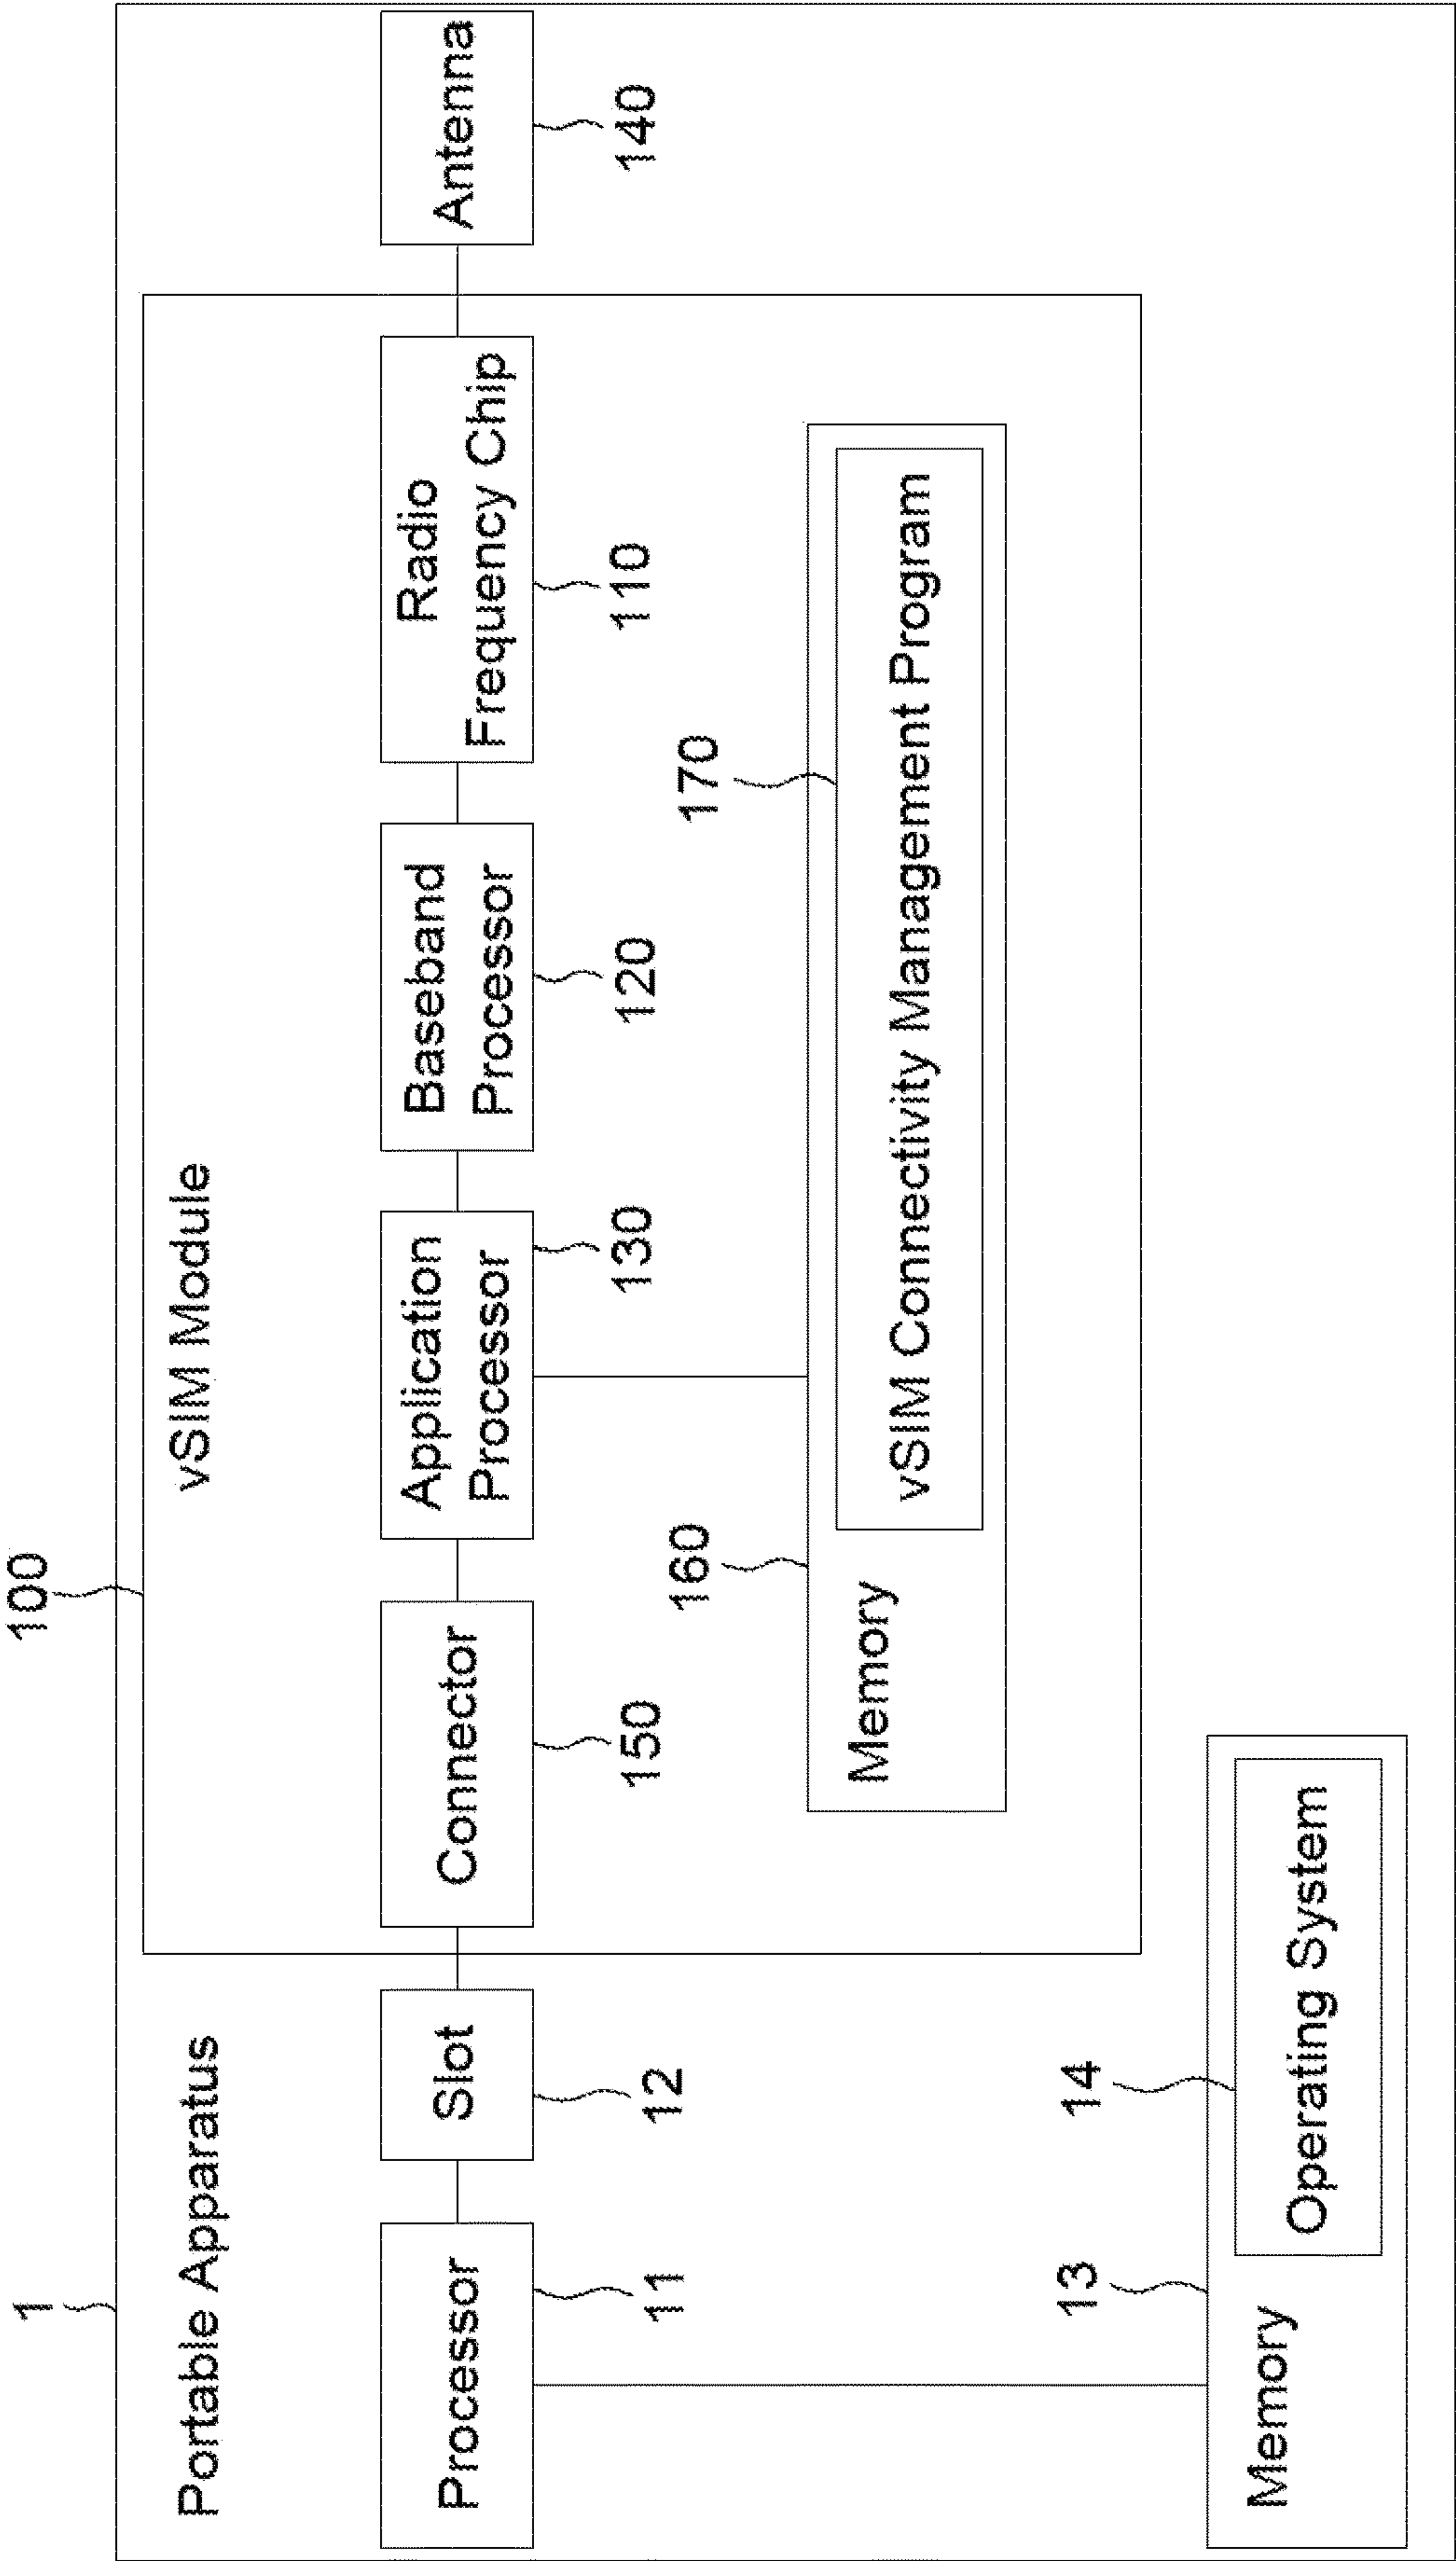 1
100
Portable Apparatus
vSIM Module
Processor
Slot
Connector
Application
Processor
Baseband
Processor
Radio
Frequency Chip
Antenna
11
12
150
130
120
110
140
160
170
Memory
vSIM Connectivity Management Program
13
14
Memory
Operating System